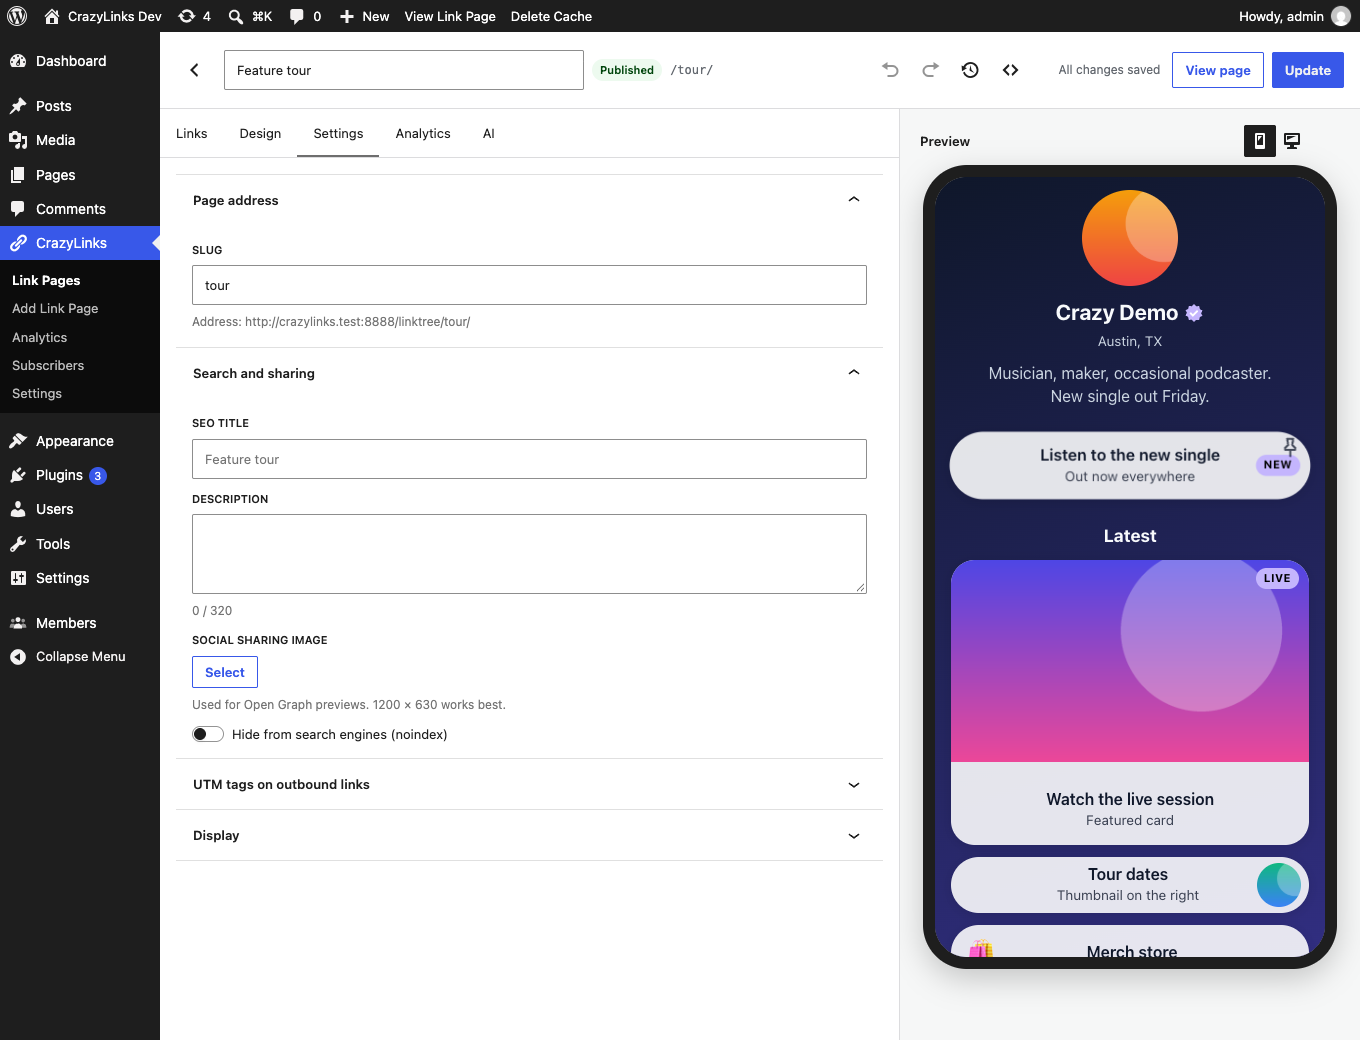 CrazyLinks Dev 4 ⌘K 0 New View Link Page Delete Cache Howdy, admin
Dashboard
Posts
Media
Pages
Comments
CrazyLinks
Link Pages
Add Link Page
Analytics
Subscribers
Settings
Appearance
Plugins 3
Users
Tools
Settings
Members
Collapse Menu
Feature tour Published /tour/ All changes saved View page Update
Links Design Settings Analytics AI
Page address
SLUG
tour
Address: http://crazylinks.test:8888/linktree/tour/
Search and sharing
SEO TITLE
Feature tour
DESCRIPTION
0 / 320
SOCIAL SHARING IMAGE
Select
Used for Open Graph previews. 1200 × 630 works best.
Hide from search engines (noindex)
UTM tags on outbound links
Display
Preview
Crazy Demo
Austin, TX
Musician, maker, occasional podcaster.
New single out Friday.
Listen to the new single
NEW
Out now everywhere
Latest
LIVE
Watch the live session
Featured card
Tour dates
Thumbnail on the right
Merch store